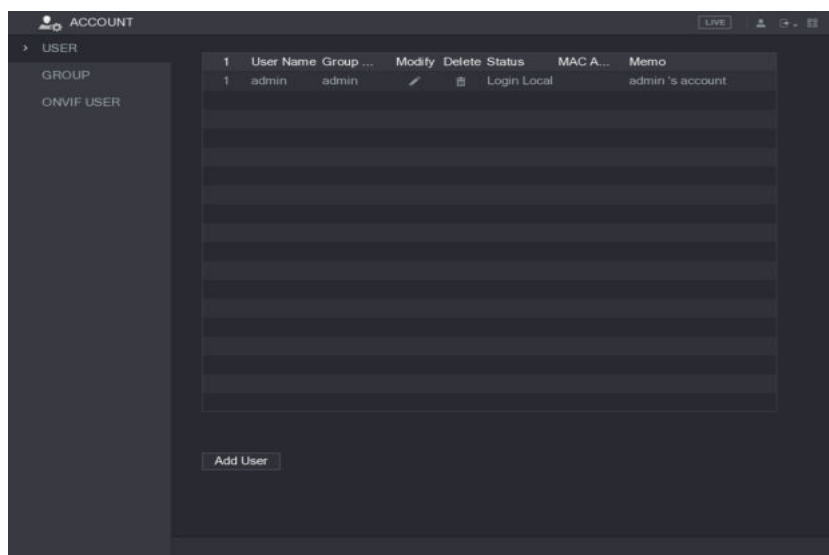 ACCOUNT LIVE
USER
GROUP
ONVIF USER
1 User Name Group ... Modify Delete Status MAC A... Memo
1 admin admin Login Local admin 's account
Add User